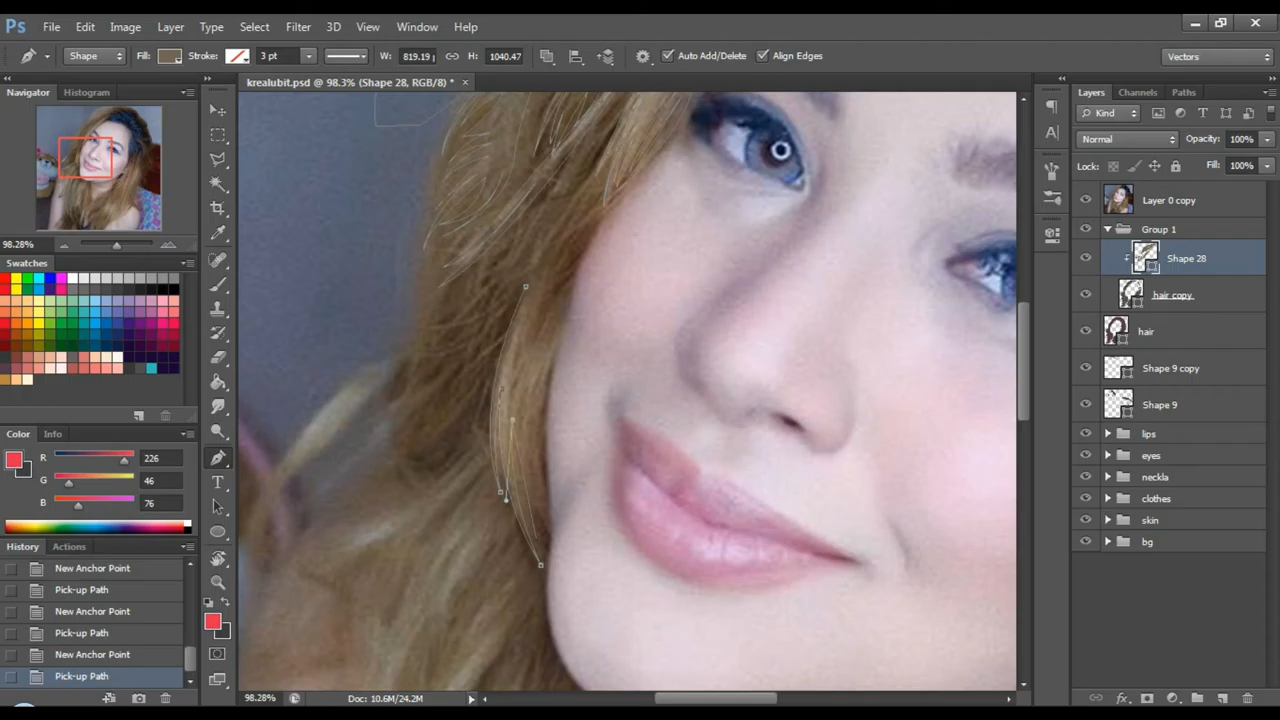 Ps File Edit Image Layer Type Select Filter 3D View Window Help
Shape Fill: Stroke: 3 pt W: 819.19 H: 1040.47 Auto Add/Delete Align Edges Vectors
krealubit.psd @ 98.3% (Shape 28, RGB/8) *
Navigator Histogram
98.28%
Swatches
Color Info
R 226
G 46
B 76
History Actions
New Anchor Point
Pick-up Path
New Anchor Point
Pick-up Path
New Anchor Point
Pick-up Path
98.28% Doc: 10.6M/24.2M
Layers Channels Paths
Kind
Normal Opacity: 100%
Lock: Fill: 100%
Layer 0 copy
Group 1
Shape 28
hair copy
hair
Shape 9 copy
Shape 9
lips
eyes
neckla
clothes
skin
bg